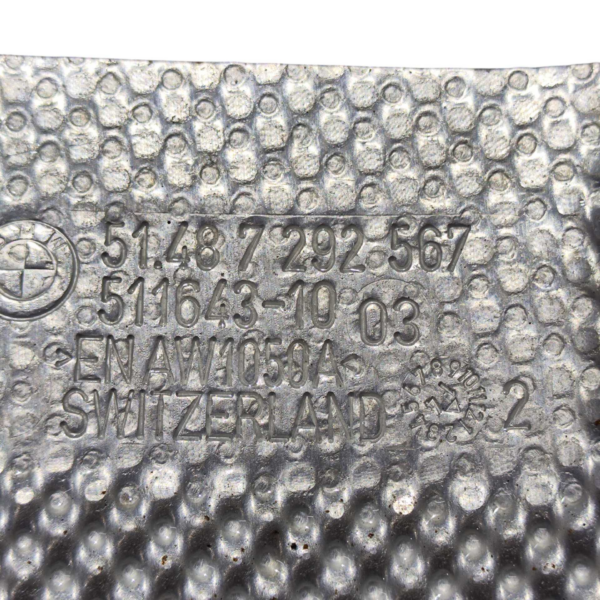 51.48 7 292 567
511643-10 03
>EN AW1050A
SWITZERLAND 2